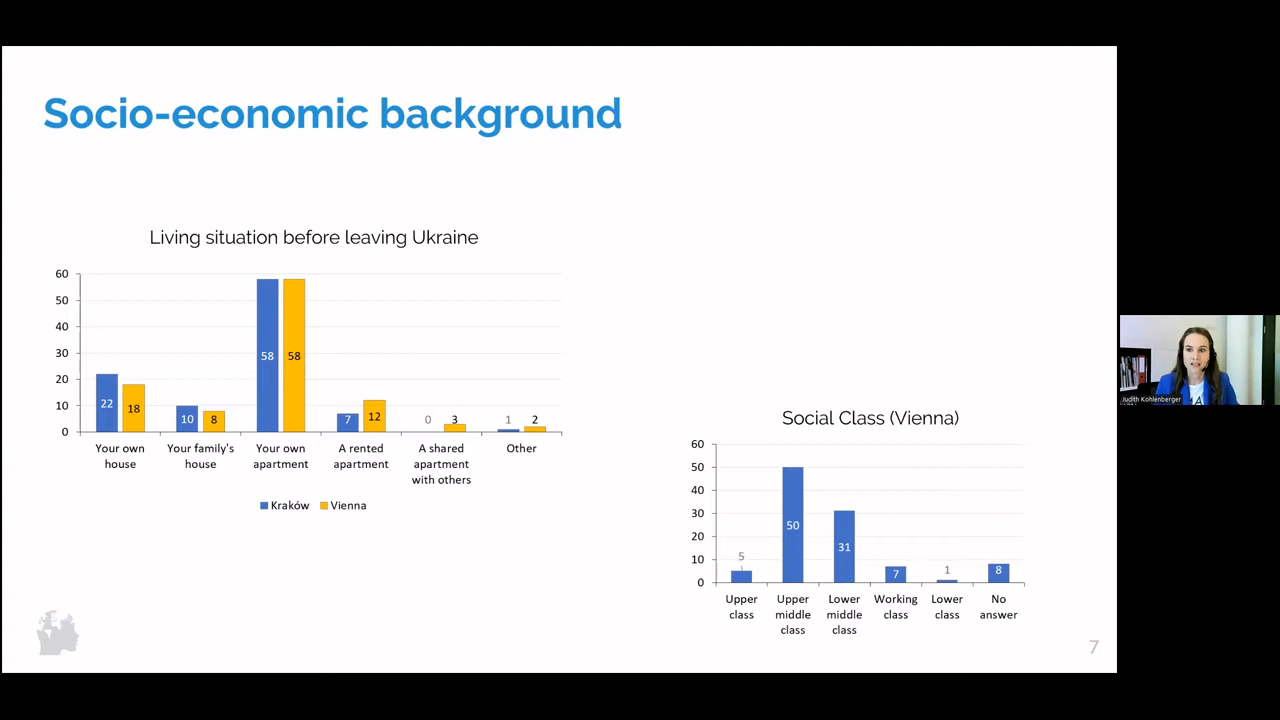 Socio-economic background
Living situation before leaving Ukraine
60
50
40
30
20
10
0
22
18
10
8
58
58
7
12
0
3
1
2
Your own house
Your family's house
Your own apartment
A rented apartment
A shared apartment with others
Other
Kraków
Vienna
Social Class (Vienna)
60
50
40
30
20
10
0
5
50
31
7
1
8
Upper class
Upper middle class
Lower middle class
Working class
Lower class
No answer
7
Judith Kohlenberger